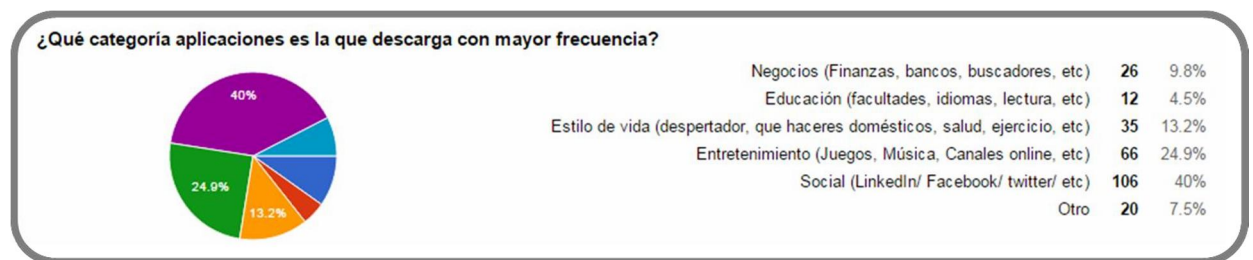 ¿Qué categoría aplicaciones es la que descarga con mayor frecuencia?
40%
24.9%
13.2%
Negocios (Finanzas, bancos, buscadores, etc) 26 9.8%
Educación (facultades, idiomas, lectura, etc) 12 4.5%
Estilo de vida (despertador, que haceres domésticos, salud, ejercicio, etc) 35 13.2%
Entretenimiento (Juegos, Música, Canales online, etc) 66 24.9%
Social (LinkedIn/ Facebook/ twitter/ etc) 106 40%
Otro 20 7.5%